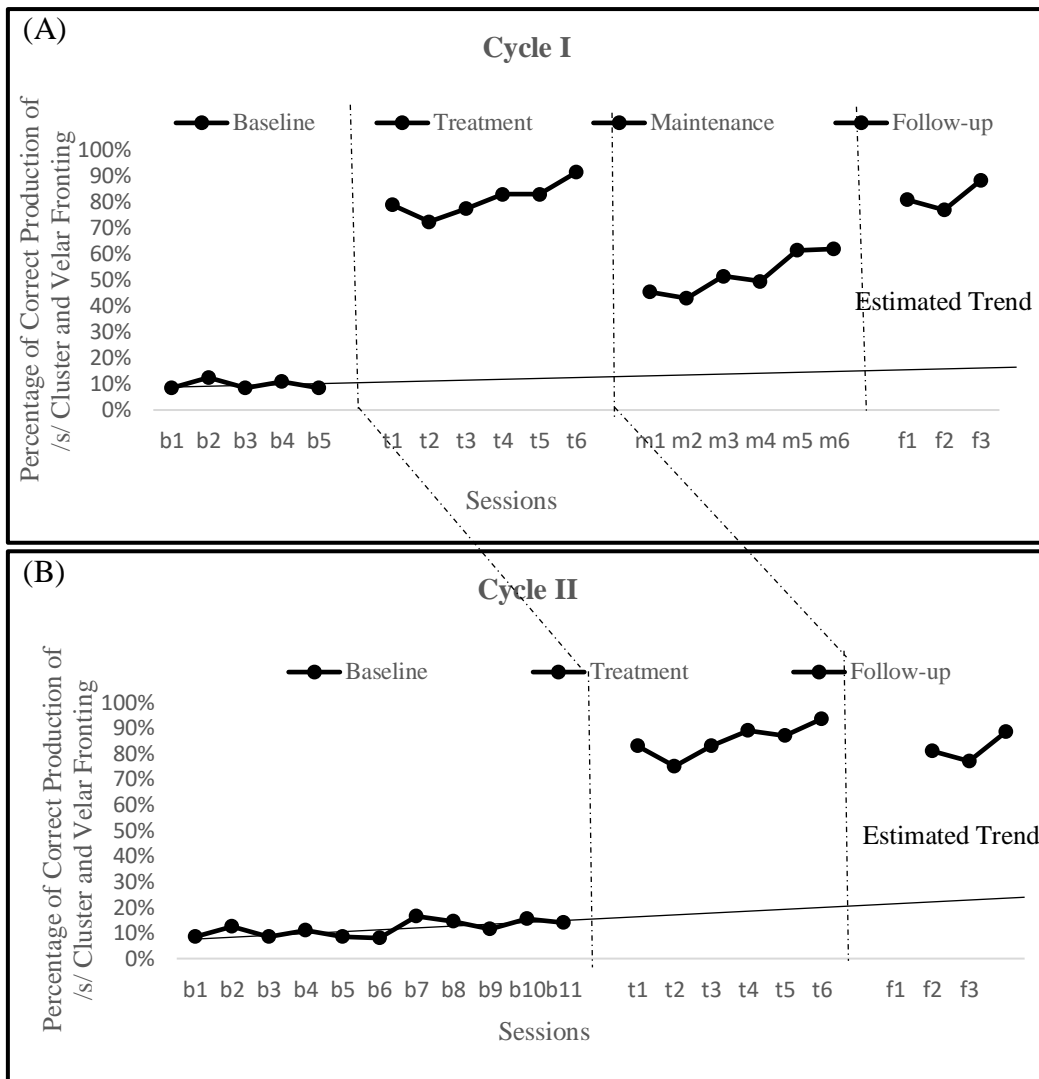 (A)
Cycle I
Baseline Treatment Maintenance Follow-up
Percentage of Correct Production of
/s/ Cluster and Velar Fronting
100%
90%
80%
70%
60%
50%
40%
30%
20%
10%
0%
Estimated Trend
b1 b2 b3 b4 b5 t1 t2 t3 t4 t5 t6 m1 m2 m3 m4 m5 m6 f1 f2 f3
Sessions
(B)
Cycle II
Baseline Treatment Follow-up
Percentage of Correct Production of
/s/ Cluster and Velar Fronting
100%
90%
80%
70%
60%
50%
40%
30%
20%
10%
0%
Estimated Trend
b1 b2 b3 b4 b5 b6 b7 b8 b9 b10 b11 t1 t2 t3 t4 t5 t6 f1 f2 f3
Sessions